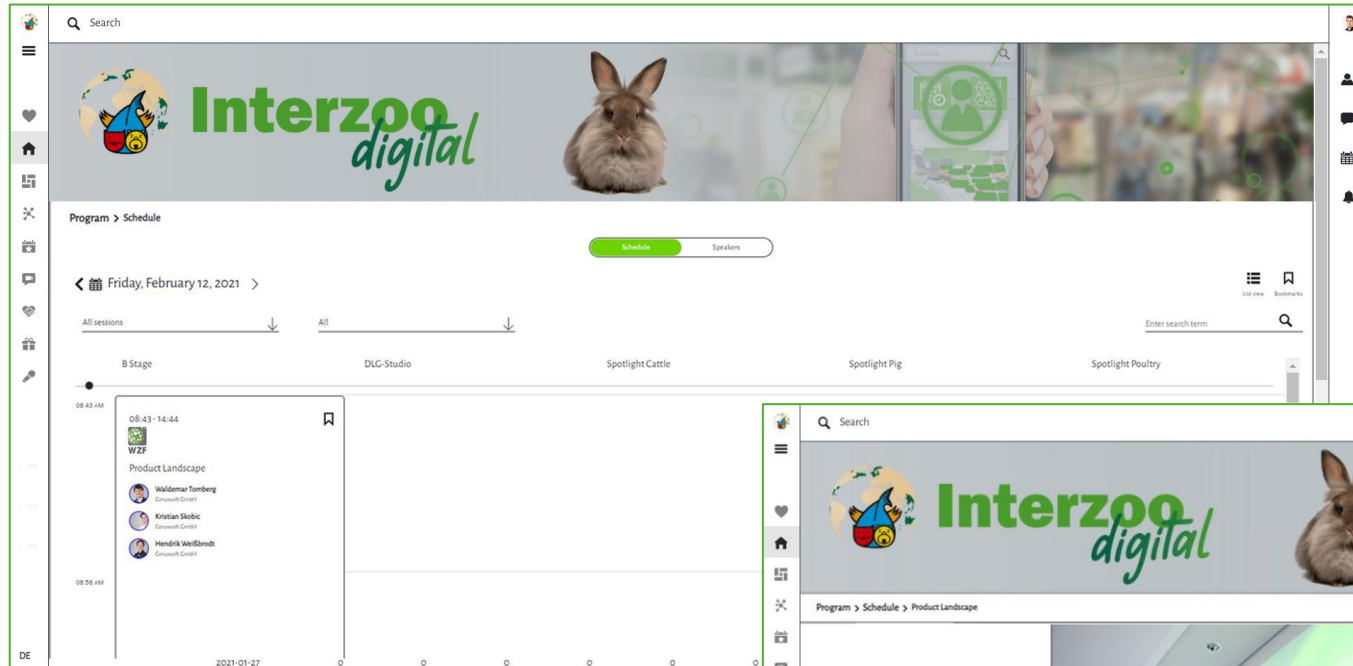 Search
Interzoo
digital
Suche...
Program > Schedule
Schedule Speakers
Friday, February 12, 2021
List view Bookmarks
All sessions All Enter search term
B Stage DLG-Studio Spotlight Cattle Spotlight Pig Spotlight Poultry
08:43 AM
08:43 - 14:44
WZF
Product Landscape
Waldemar Tomberg
Corussoft GmbH
Kristian Skobic
Corussoft GmbH
Hendrik Weißbrodt
Corussoft GmbH
08:58 AM
DE
2021-01-27 0 0 0 0 0 0
Search
Interzoo
digital
Program > Schedule > Product Landscape